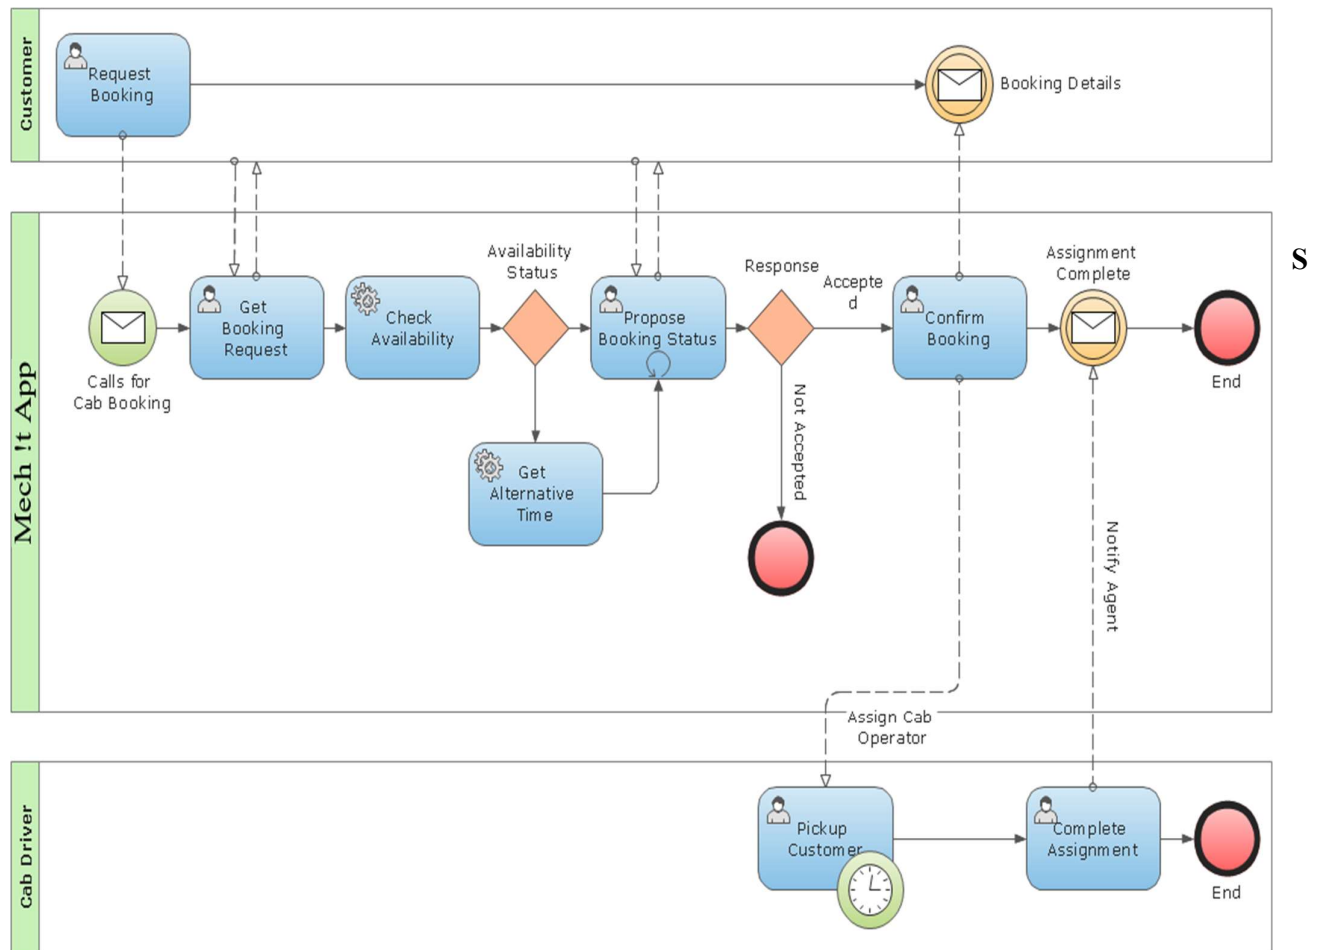 Customer
Request
Booking
Booking Details
Mech !t App
Calls for
Cab Booking
Get
Booking
Request
Check
Availability
Availability
Status
Get
Alternative
Time
Propose
Booking Status
Response
Accepte
d
Not Accepted
Confirm
Booking
Assignment
Complete
End
S
Notify Agent
Assign Cab
Operator
Cab Driver
Pickup
Customer
Complete
Assignment
End